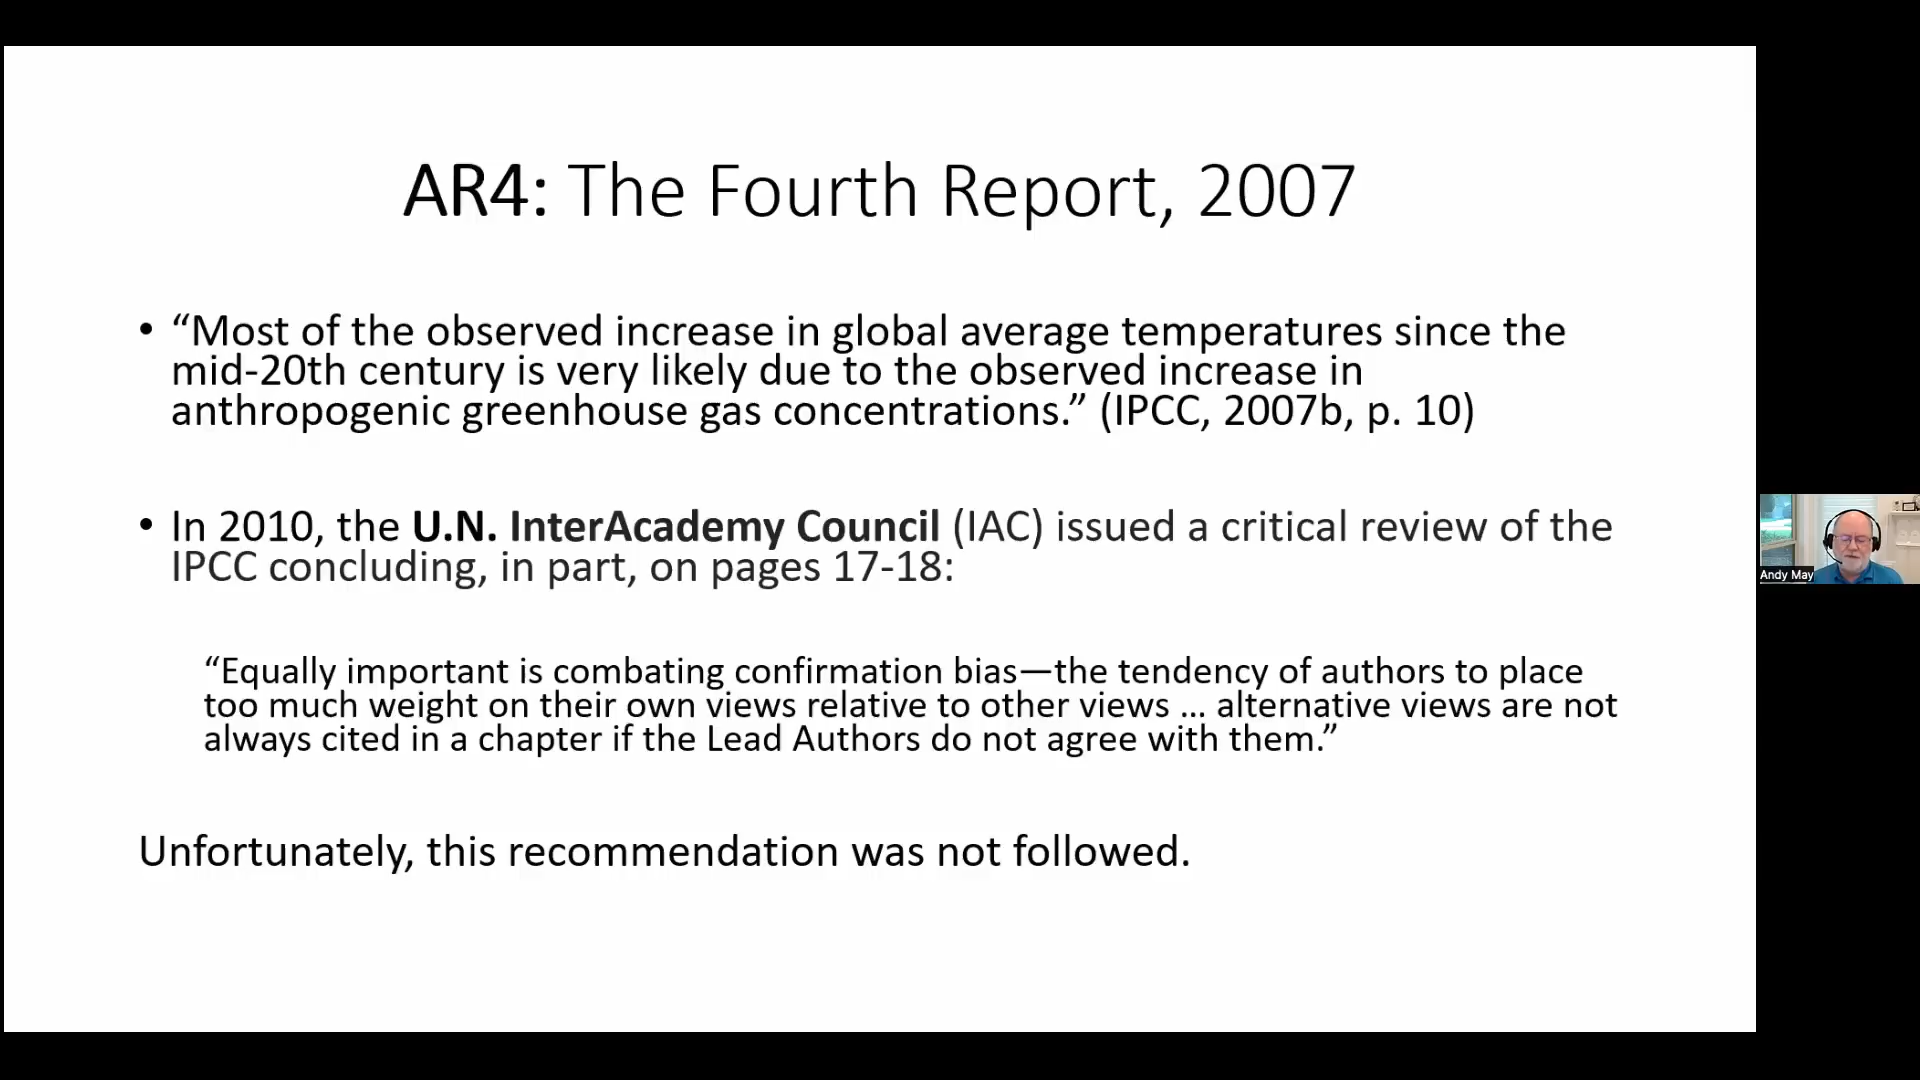 AR4: The Fourth Report, 2007
• “Most of the observed increase in global average temperatures since the
mid-20th century is very likely due to the observed increase in
anthropogenic greenhouse gas concentrations.” (IPCC, 2007b, p. 10)
• In 2010, the U.N. InterAcademy Council (IAC) issued a critical review of the
IPCC concluding, in part, on pages 17-18:
“Equally important is combating confirmation bias—the tendency of authors to place
too much weight on their own views relative to other views … alternative views are not
always cited in a chapter if the Lead Authors do not agree with them.”
Unfortunately, this recommendation was not followed.
Andy May